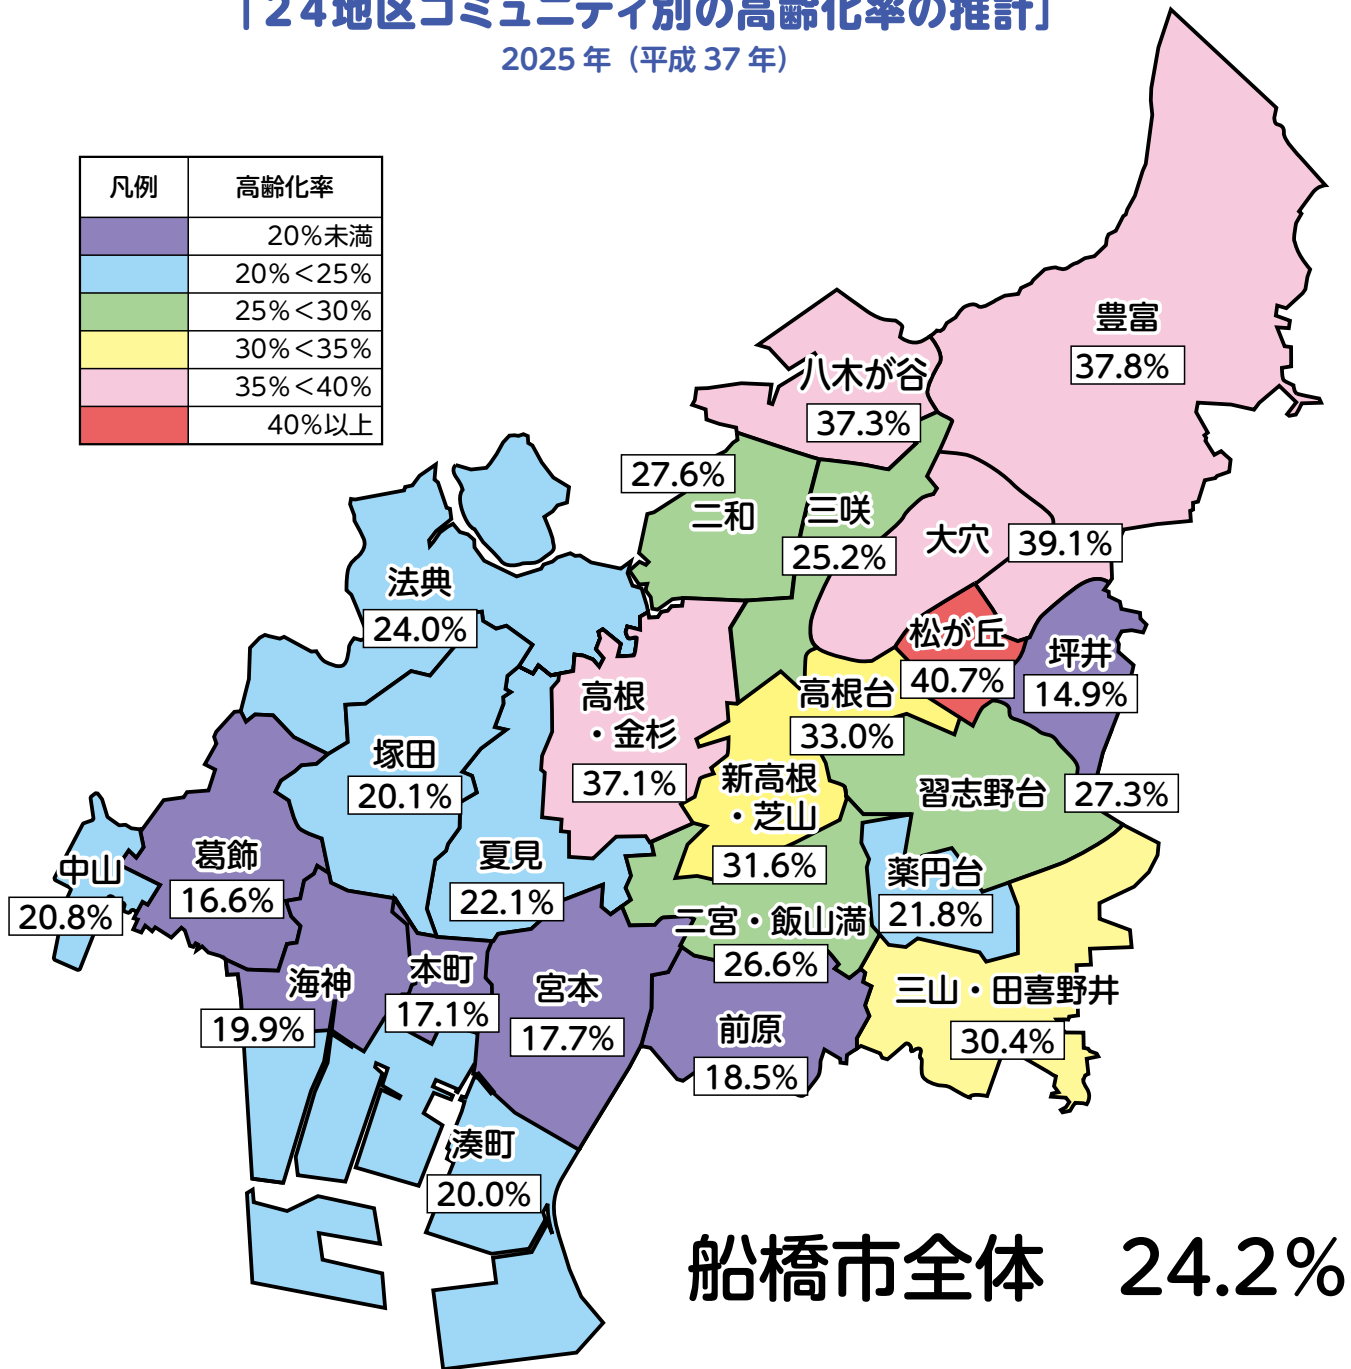 「24地区コミュニティ別の高齢化率の推計」
2025 年（平成 37 年）
凡例 高齢化率
20%未満
20%＜25%
25%＜30%
30%＜35%
35%＜40%
40%以上
豊富
37.8%
八木が谷
37.3%
27.6%
二和
三咲
25.2%
大穴
39.1%
法典
24.0%
松が丘
40.7%
坪井
14.9%
高根
・金杉
37.1%
高根台
33.0%
塚田
20.1%
新高根
・芝山
31.6%
習志野台
27.3%
中山
20.8%
葛飾
16.6%
夏見
22.1%
薬円台
21.8%
二宮・飯山満
26.6%
海神
19.9%
本町
17.1%
宮本
17.7%
前原
18.5%
三山・田喜野井
30.4%
湊町
20.0%
船橋市全体 24.2%